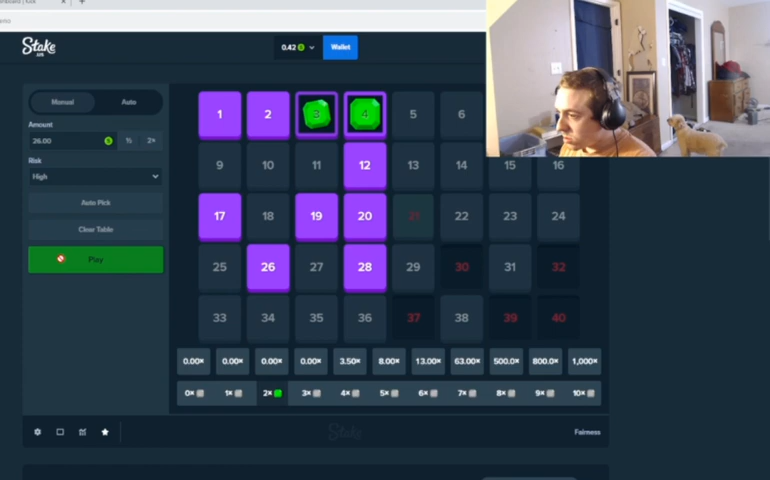 Stake
.US
0.42
Wallet
Manual
Auto
Amount
26.00
½
2×
Risk
High
Auto Pick
Clear Table
Play
1 2 3 4 5 6
9 10 11 12 13 14 15 16
17 18 19 20 21 22 23 24
25 26 27 28 29 30 31 32
33 34 35 36 37 38 39 40
0.00× 0.00× 0.00× 0.00× 3.50× 8.00× 13.00× 63.00× 500.0× 800.0× 1,000×
0× 1× 2× 3× 4× 5× 6× 7× 8× 9× 10×
Stake
Fairness